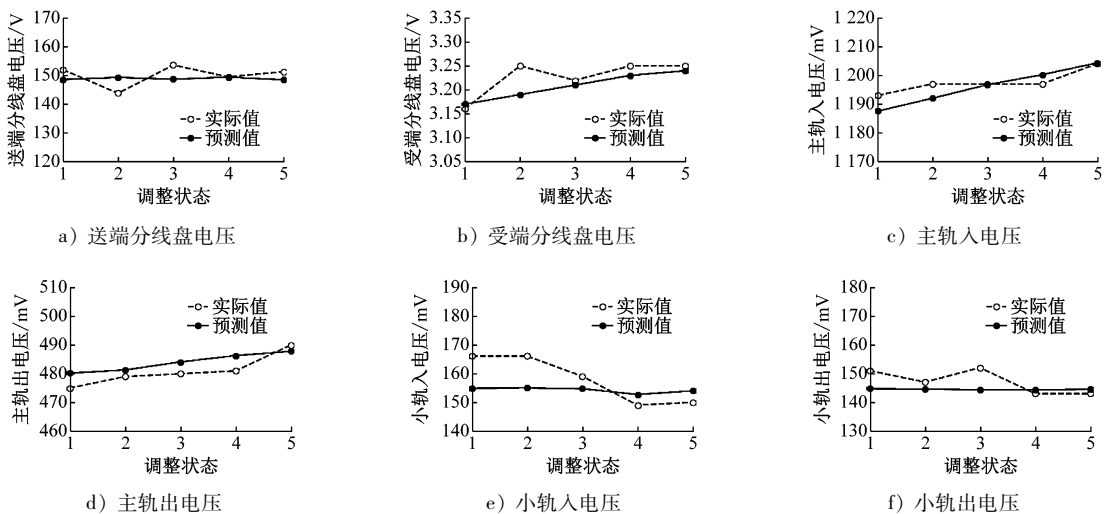 送端分线盘电压/V
170
160
150
140
130
120
实际值
预测值
1 2 3 4 5
调整状态
a）送端分线盘电压
受端分线盘电压/V
3.35
3.30
3.25
3.20
3.15
3.10
3.05
实际值
预测值
1 2 3 4 5
调整状态
b）受端分线盘电压
主轨入电压/mV
1 220
1 210
1 200
1 190
1 180
1 170
实际值
预测值
1 2 3 4 5
调整状态
c）主轨入电压
主轨出电压/mV
510
500
490
480
470
460
实际值
预测值
1 2 3 4 5
调整状态
d）主轨出电压
小轨入电压/mV
190
180
170
160
150
140
实际值
预测值
1 2 3 4 5
调整状态
e）小轨入电压
小轨出电压/mV
180
170
160
150
140
130
实际值
预测值
1 2 3 4 5
调整状态
f）小轨出电压